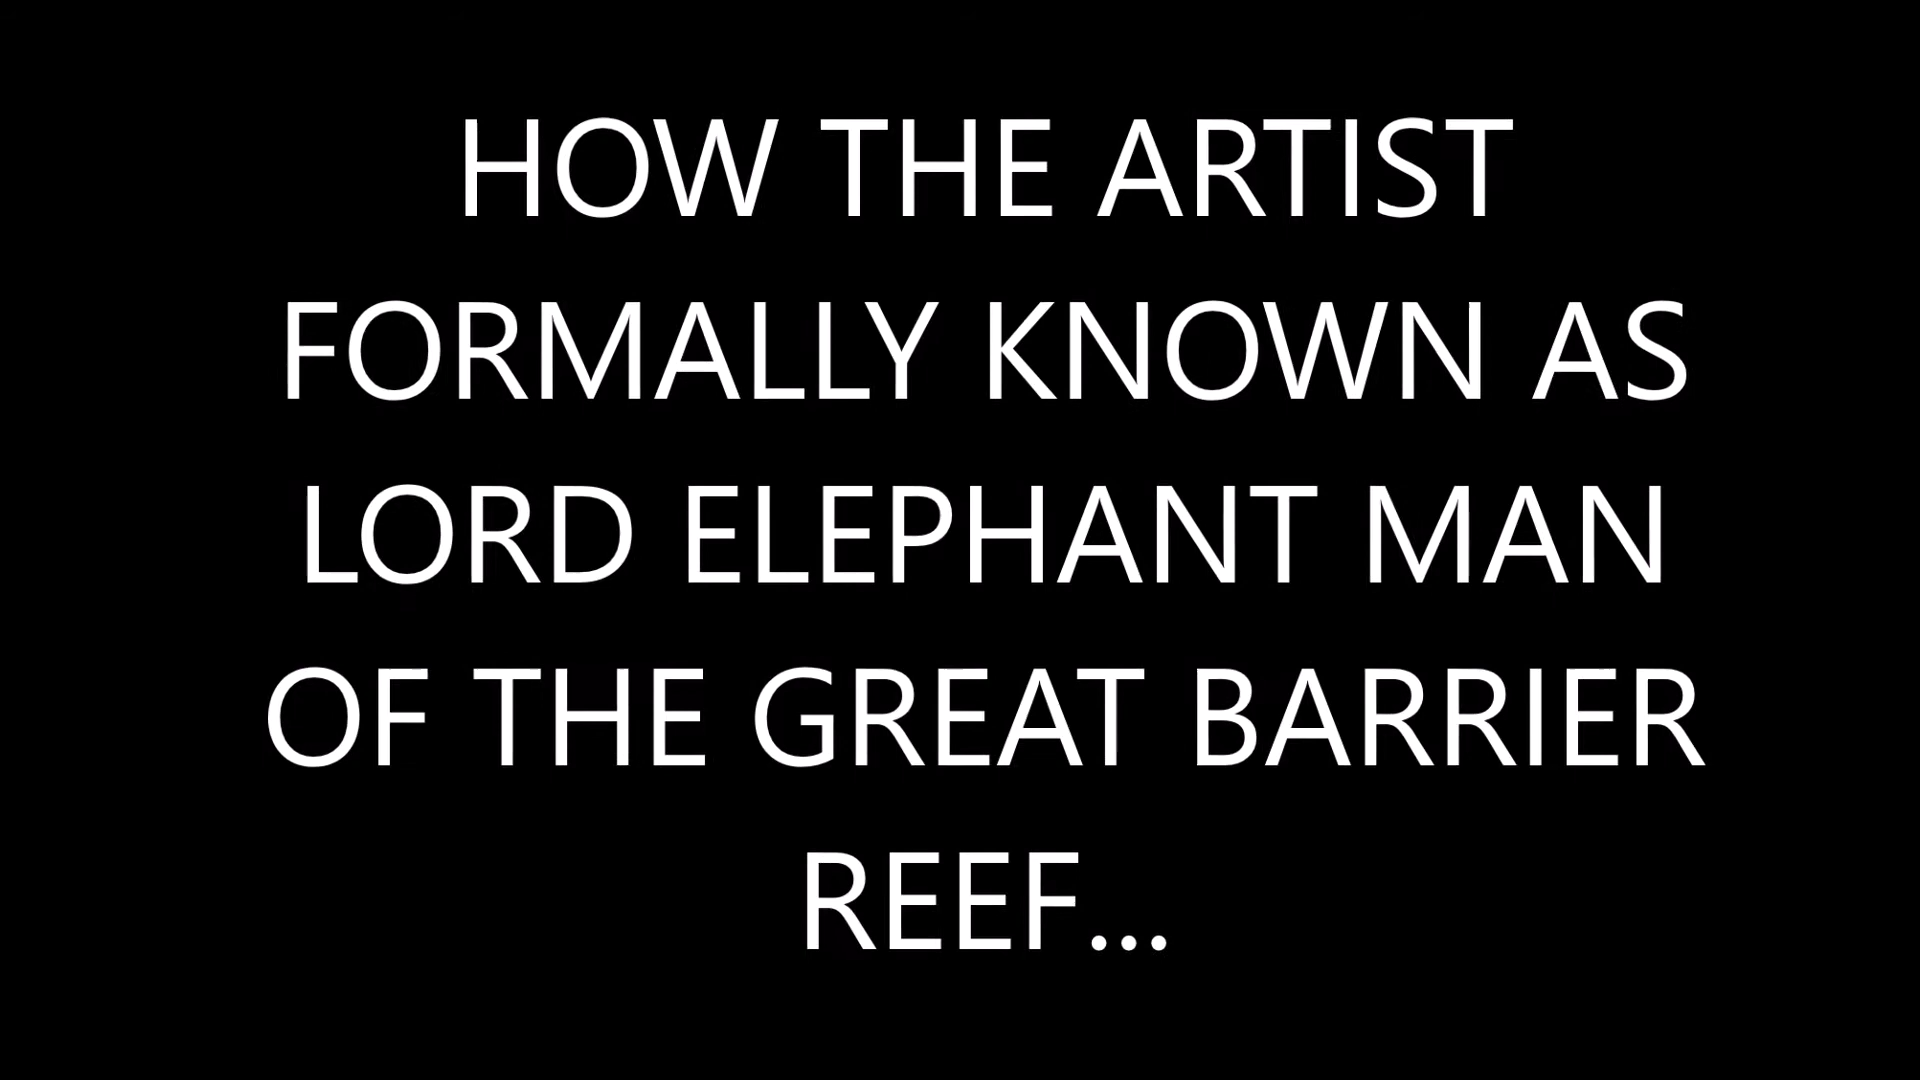 HOW THE ARTIST
FORMALLY KNOWN AS
LORD ELEPHANT MAN
OF THE GREAT BARRIER
REEF...